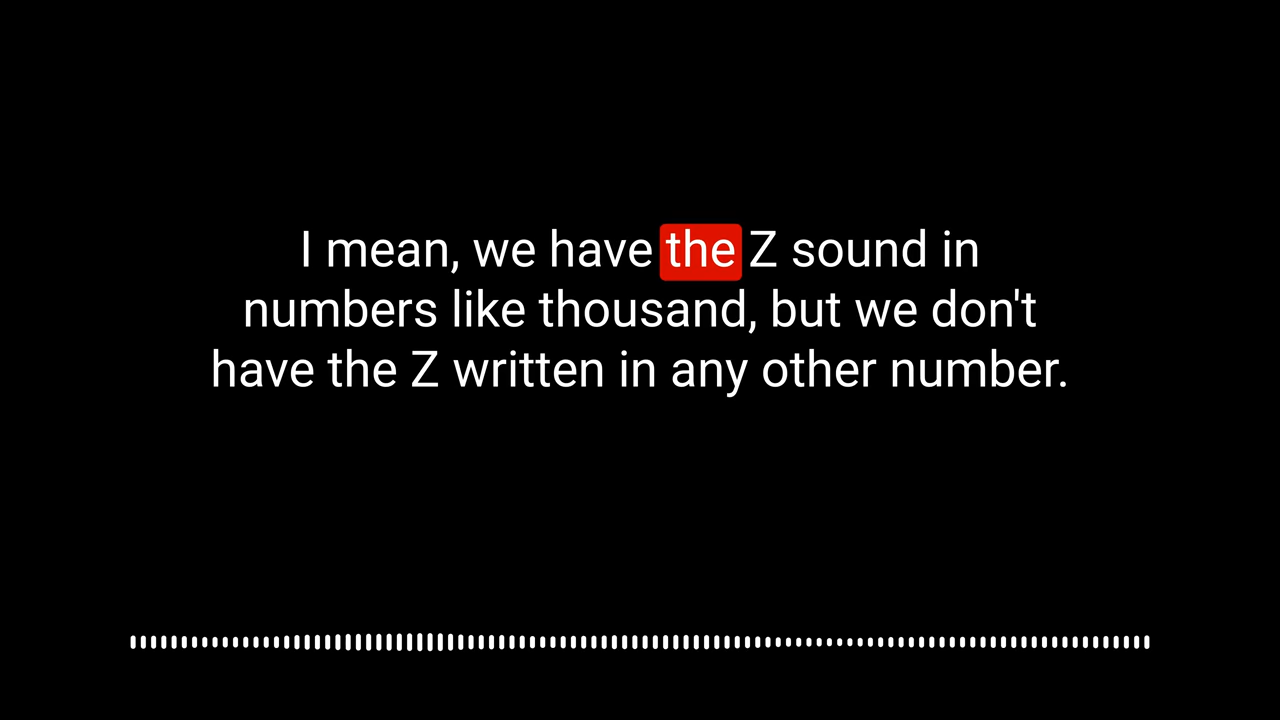 I mean, we have the Z sound in
numbers like thousand, but we don't
have the Z written in any other number.